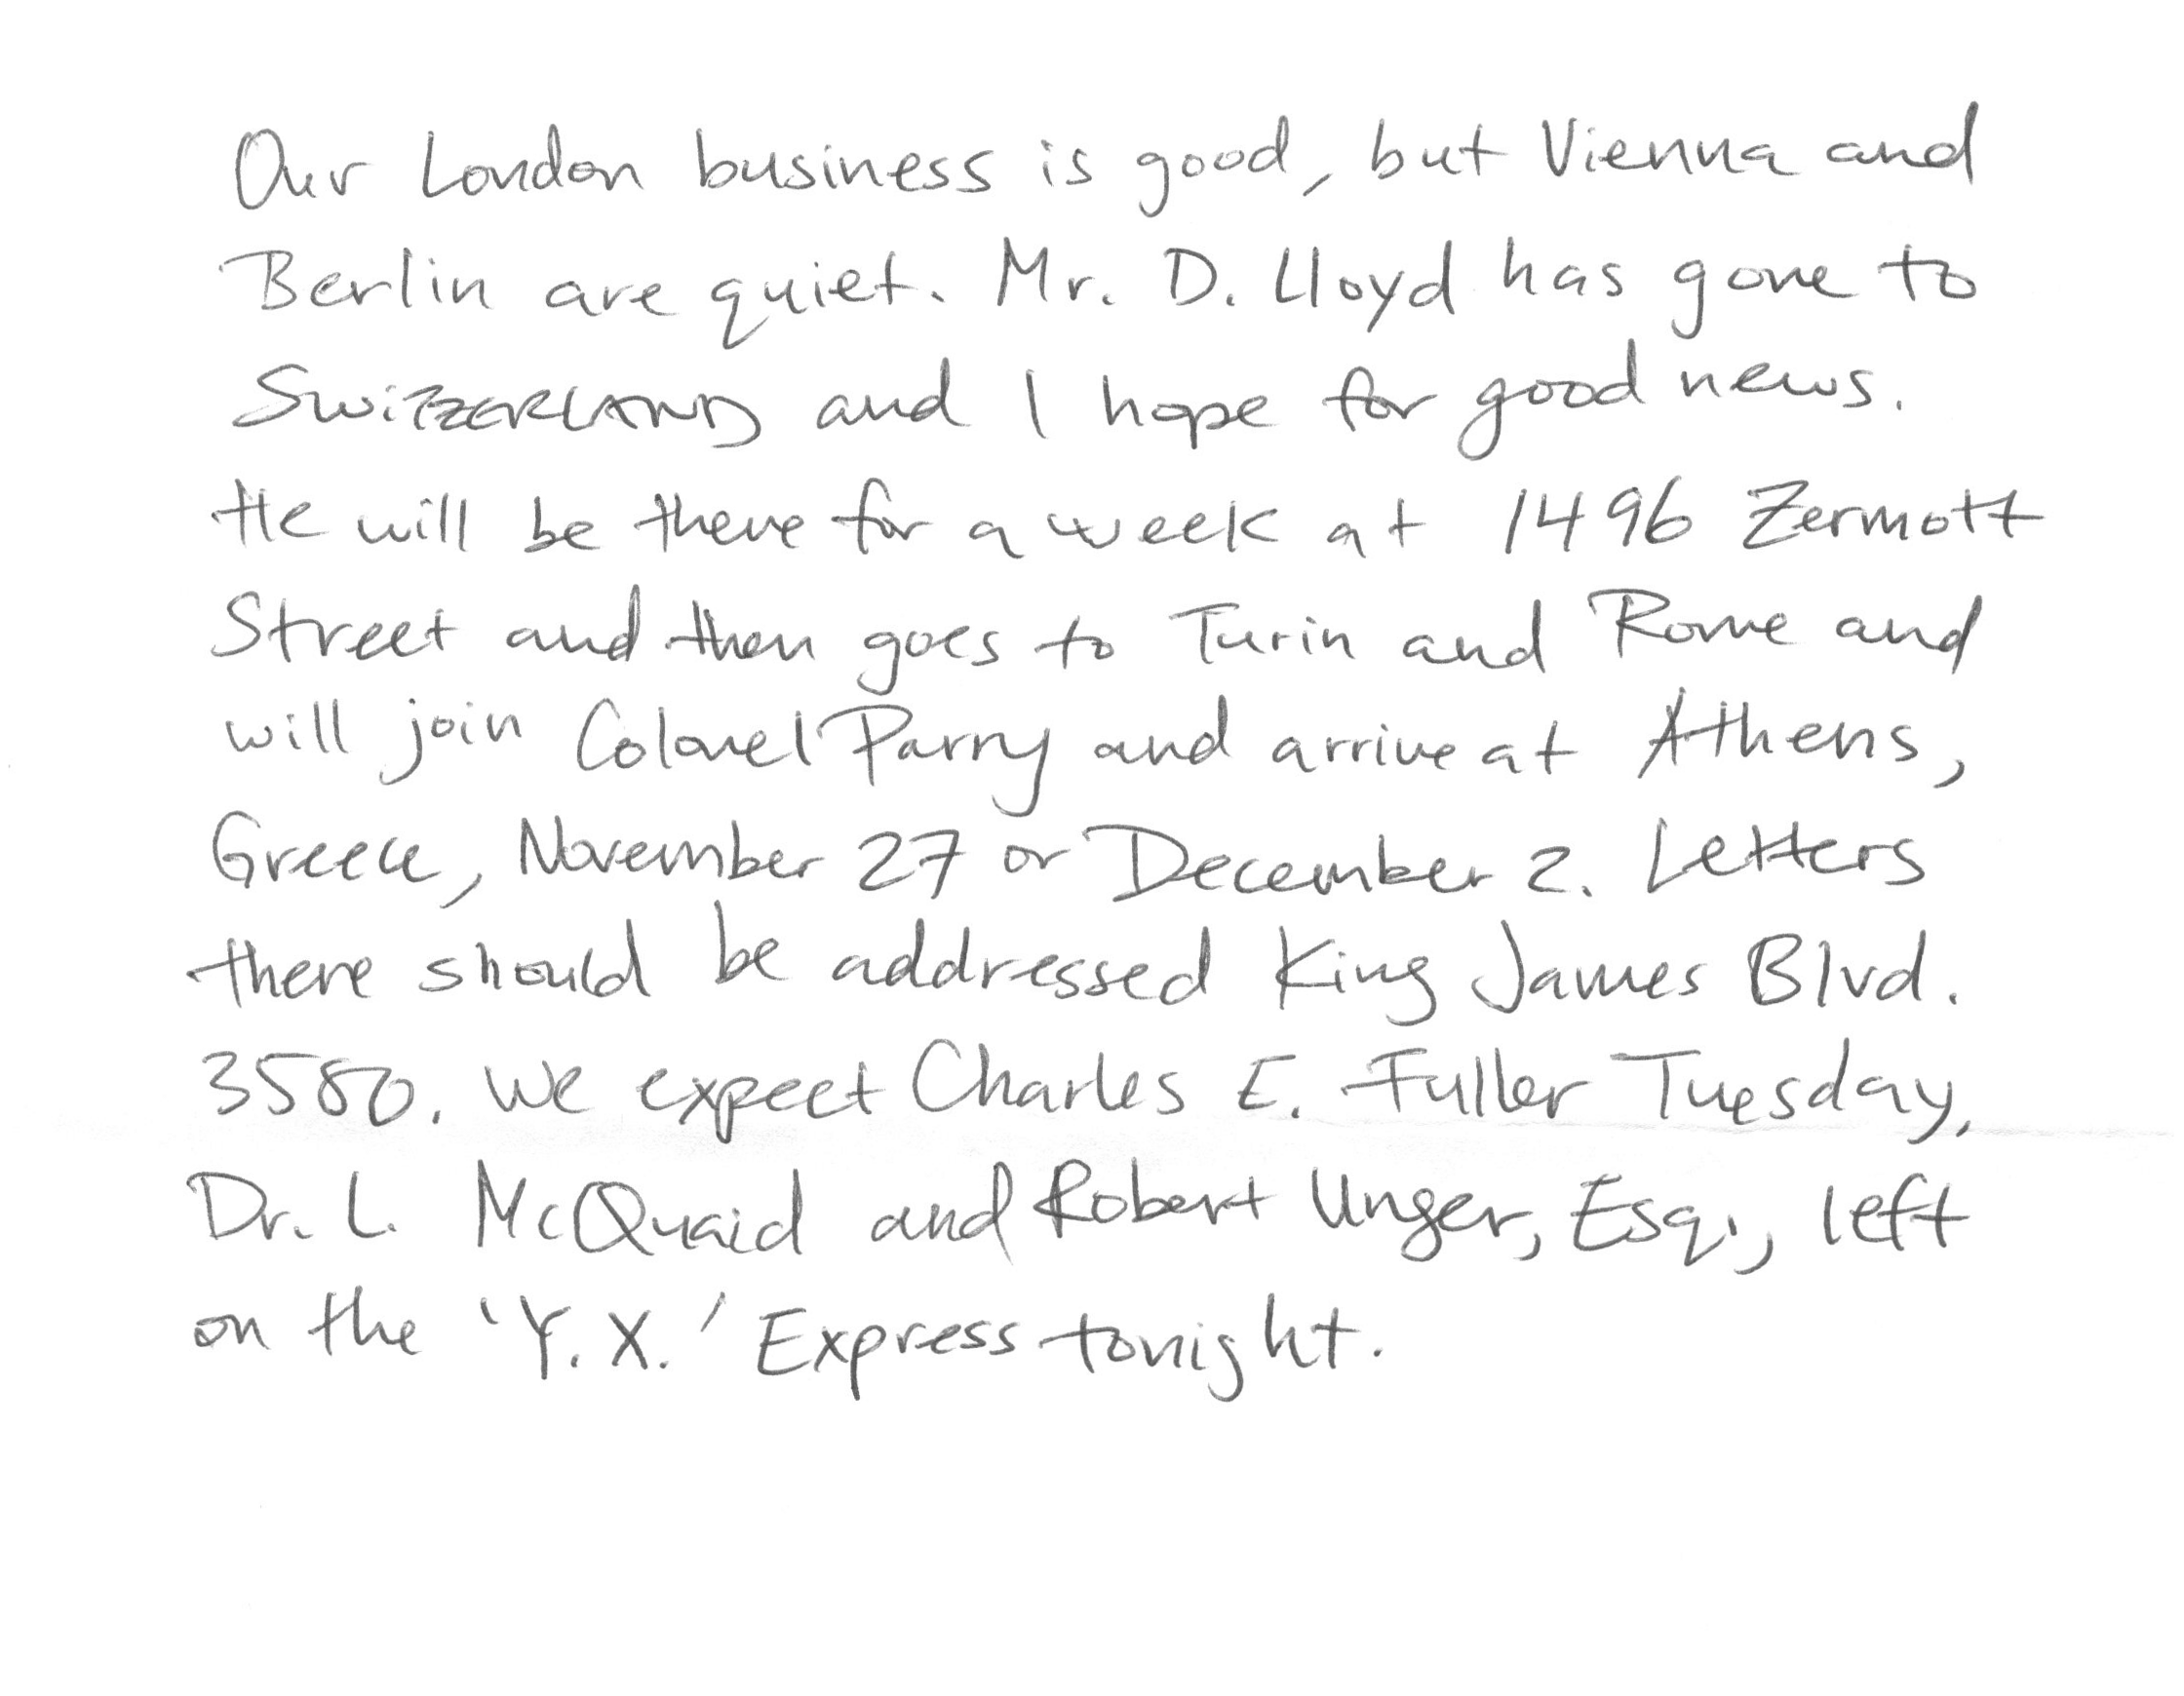 Our London business is good, but Vienna and
Berlin are quiet. Mr. D. Lloyd has gone to
SwiTZERLAND and I hope for good news.
He will be there for a week at 1496 Zermott
Street and then goes to Turin and Rome and
will join Colonel Parry and arrive at Athens,
Greece, November 27 or December 2. Letters
there should be addressed King James Blvd.
3580. We expect Charles E. Fuller Tuesday.
Dr. L. McQuaid and Robert Unger, Esq., left
on the 'Y. X.' Express tonight.